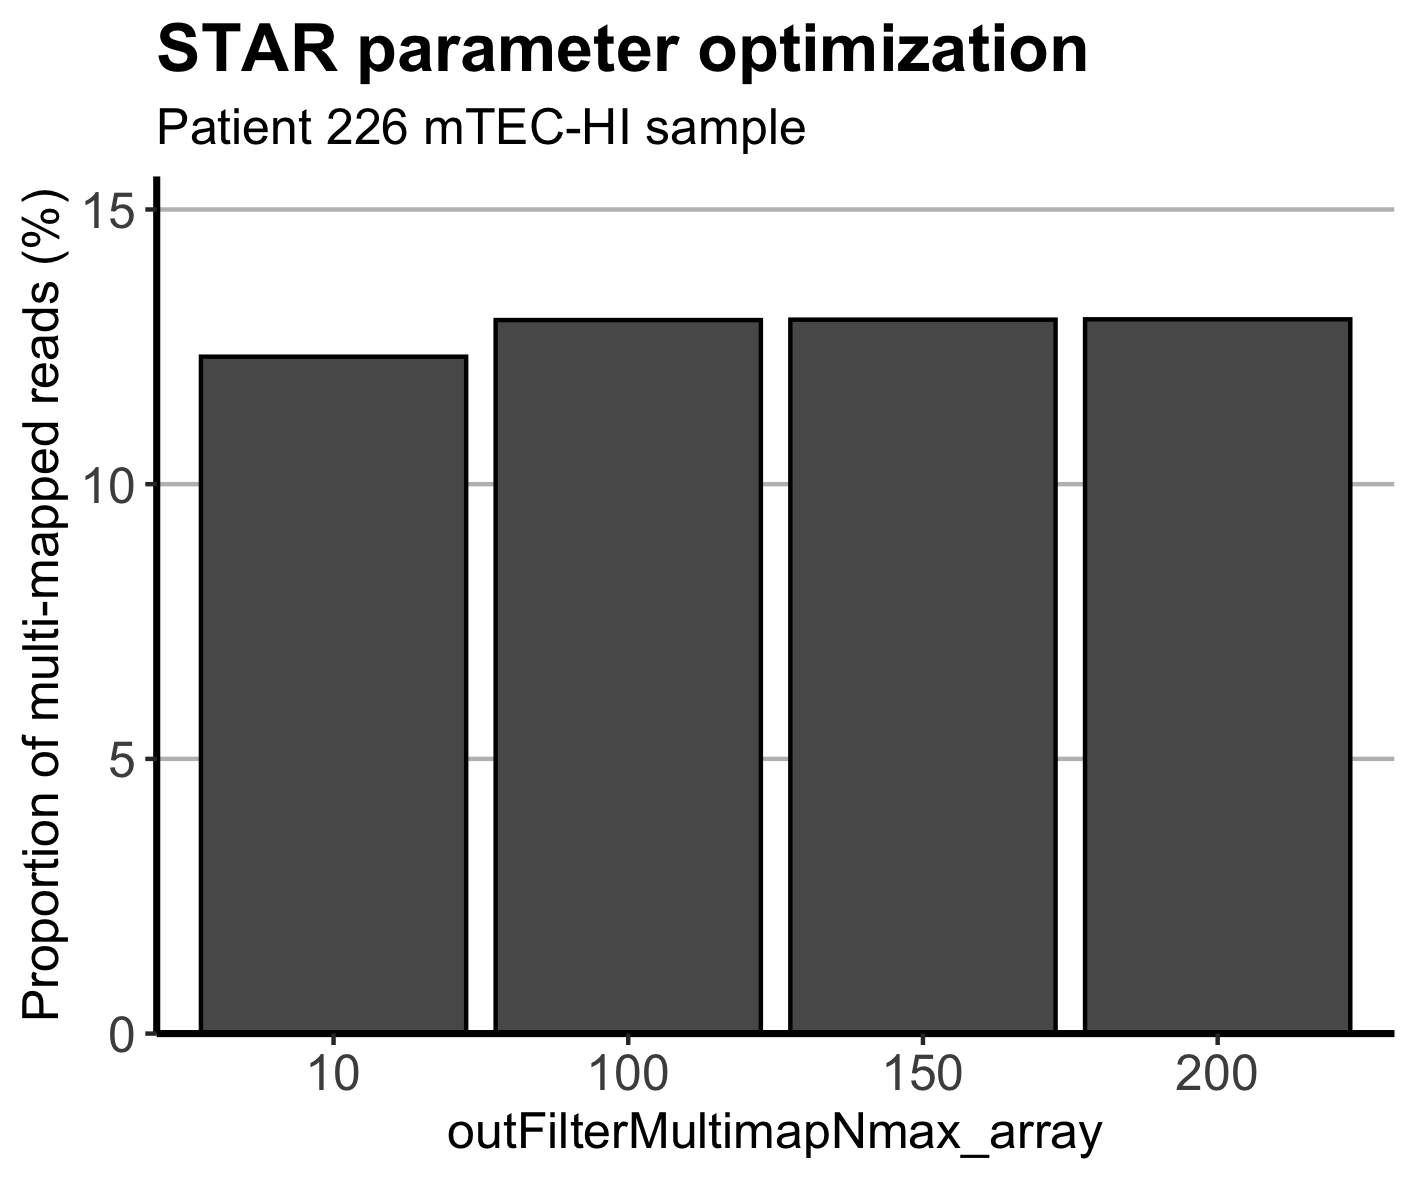 STAR parameter optimization
Patient 226 mTEC-HI sample
Proportion of multi-mapped reads (%)
15
10
5
0
10 100 150 200
outFilterMultimapNmax_array